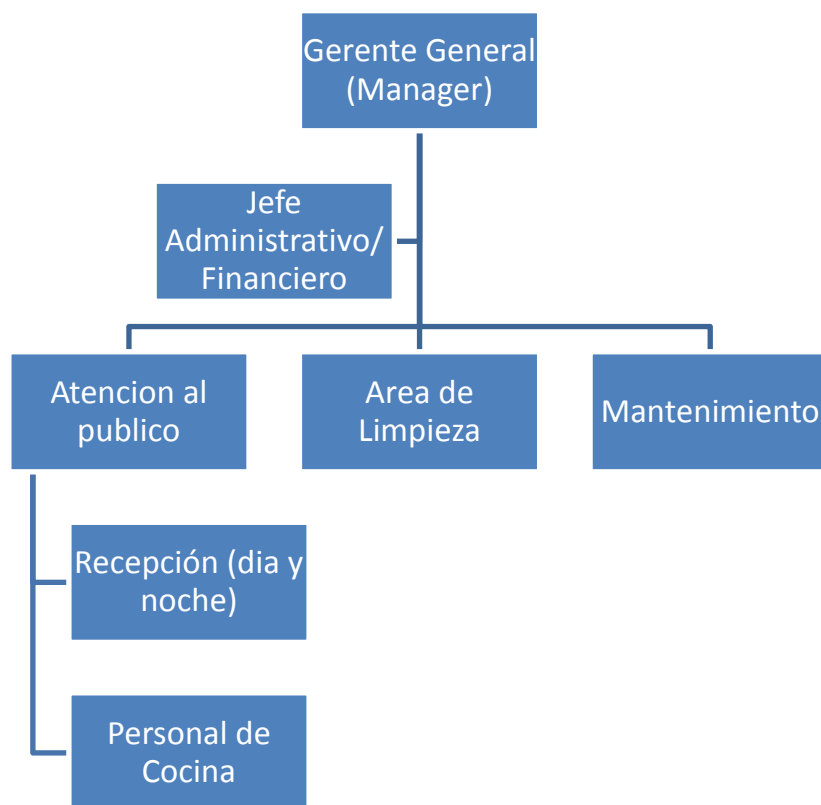 Gerente General
(Manager)
Jefe
Administrativo/
Financiero
Atencion al
publico
Area de
Limpieza
Mantenimiento
Recepción (dia y
noche)
Personal de
Cocina